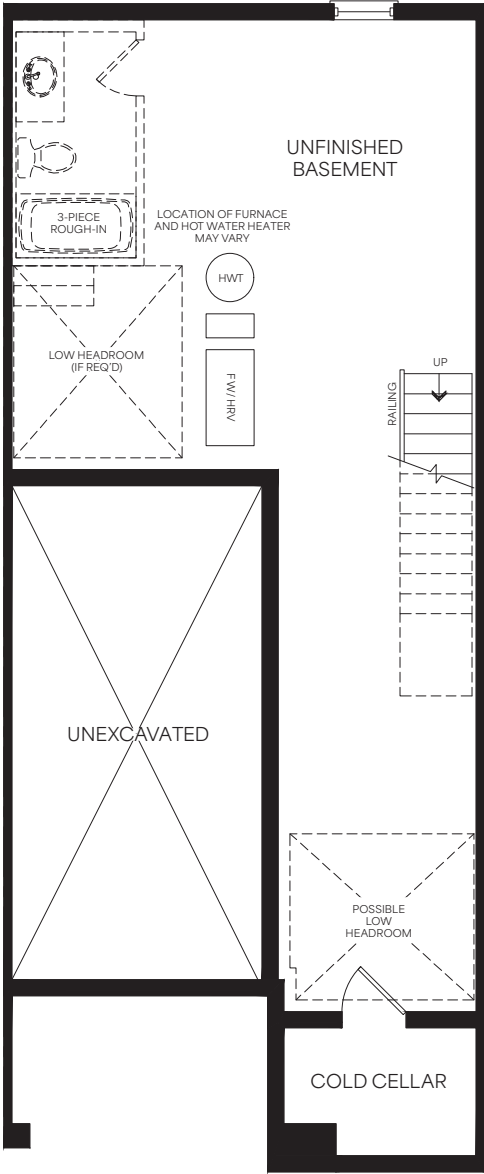 UNFINISHED
BASEMENT
3-PIECE
ROUGH-IN
LOCATION OF FURNACE
AND HOT WATER HEATER
MAY VARY
HWT
LOW HEADROOM
(IF REQ'D)
FW/HRV
UP
RAILING
UNEXCAVATED
POSSIBLE
LOW
HEADROOM
COLD CELLAR